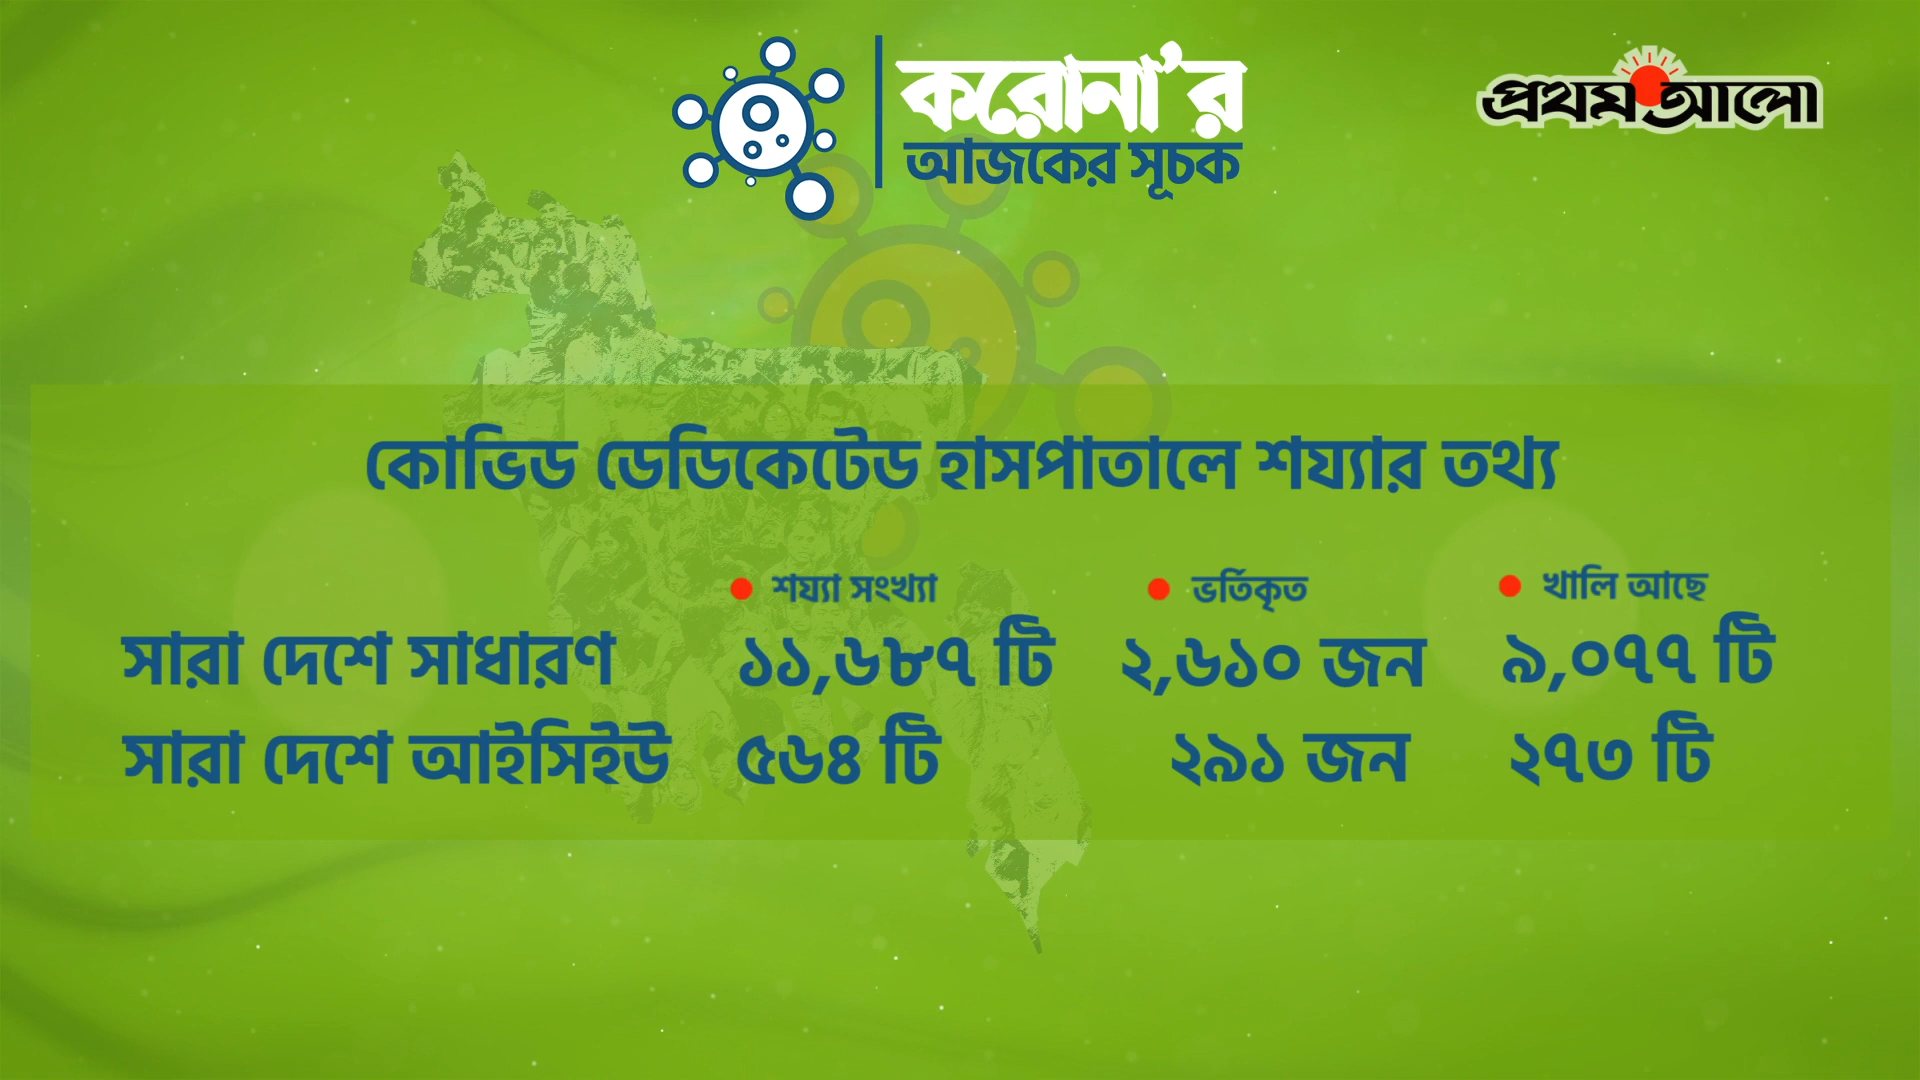 করোনা'র
আজকের সূচক
প্রথম আলো
কোভিড ডেডিকেটেড হাসপাতালে শয্যার তথ্য
শয্যা সংখ্যা ভর্তিকৃত খালি আছে
সারা দেশে সাধারণ ১১,৬৮৭ টি ২,৬১০ জন ৯,০৭৭ টি
সারা দেশে আইসিইউ ৫৬৪ টি ২৯১ জন ২৭৩ টি